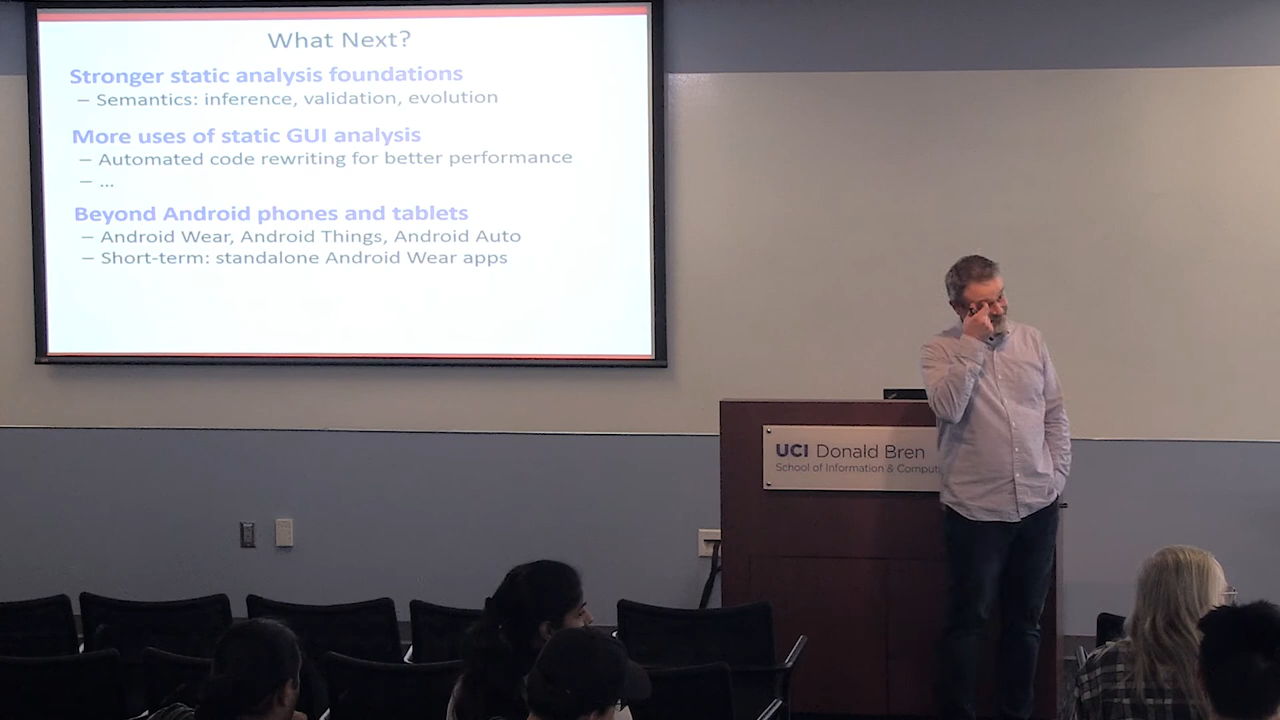 What Next?
Stronger static analysis foundations
– Semantics: inference, validation, evolution
More uses of static GUI analysis
– Automated code rewriting for better performance
– ...
Beyond Android phones and tablets
– Android Wear, Android Things, Android Auto
– Short-term: standalone Android Wear apps
UCI Donald Bren
School of Information & Comput